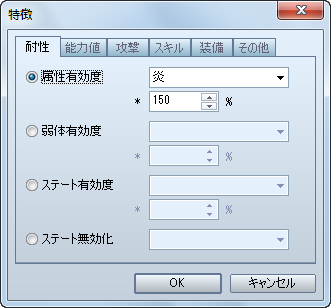 特徴
耐性 能力値 攻撃 スキル 装備 その他
属性有効度 炎
* 150 %
弱体有効度
* %
ステート有効度
* %
ステート無効化
OK キャンセル